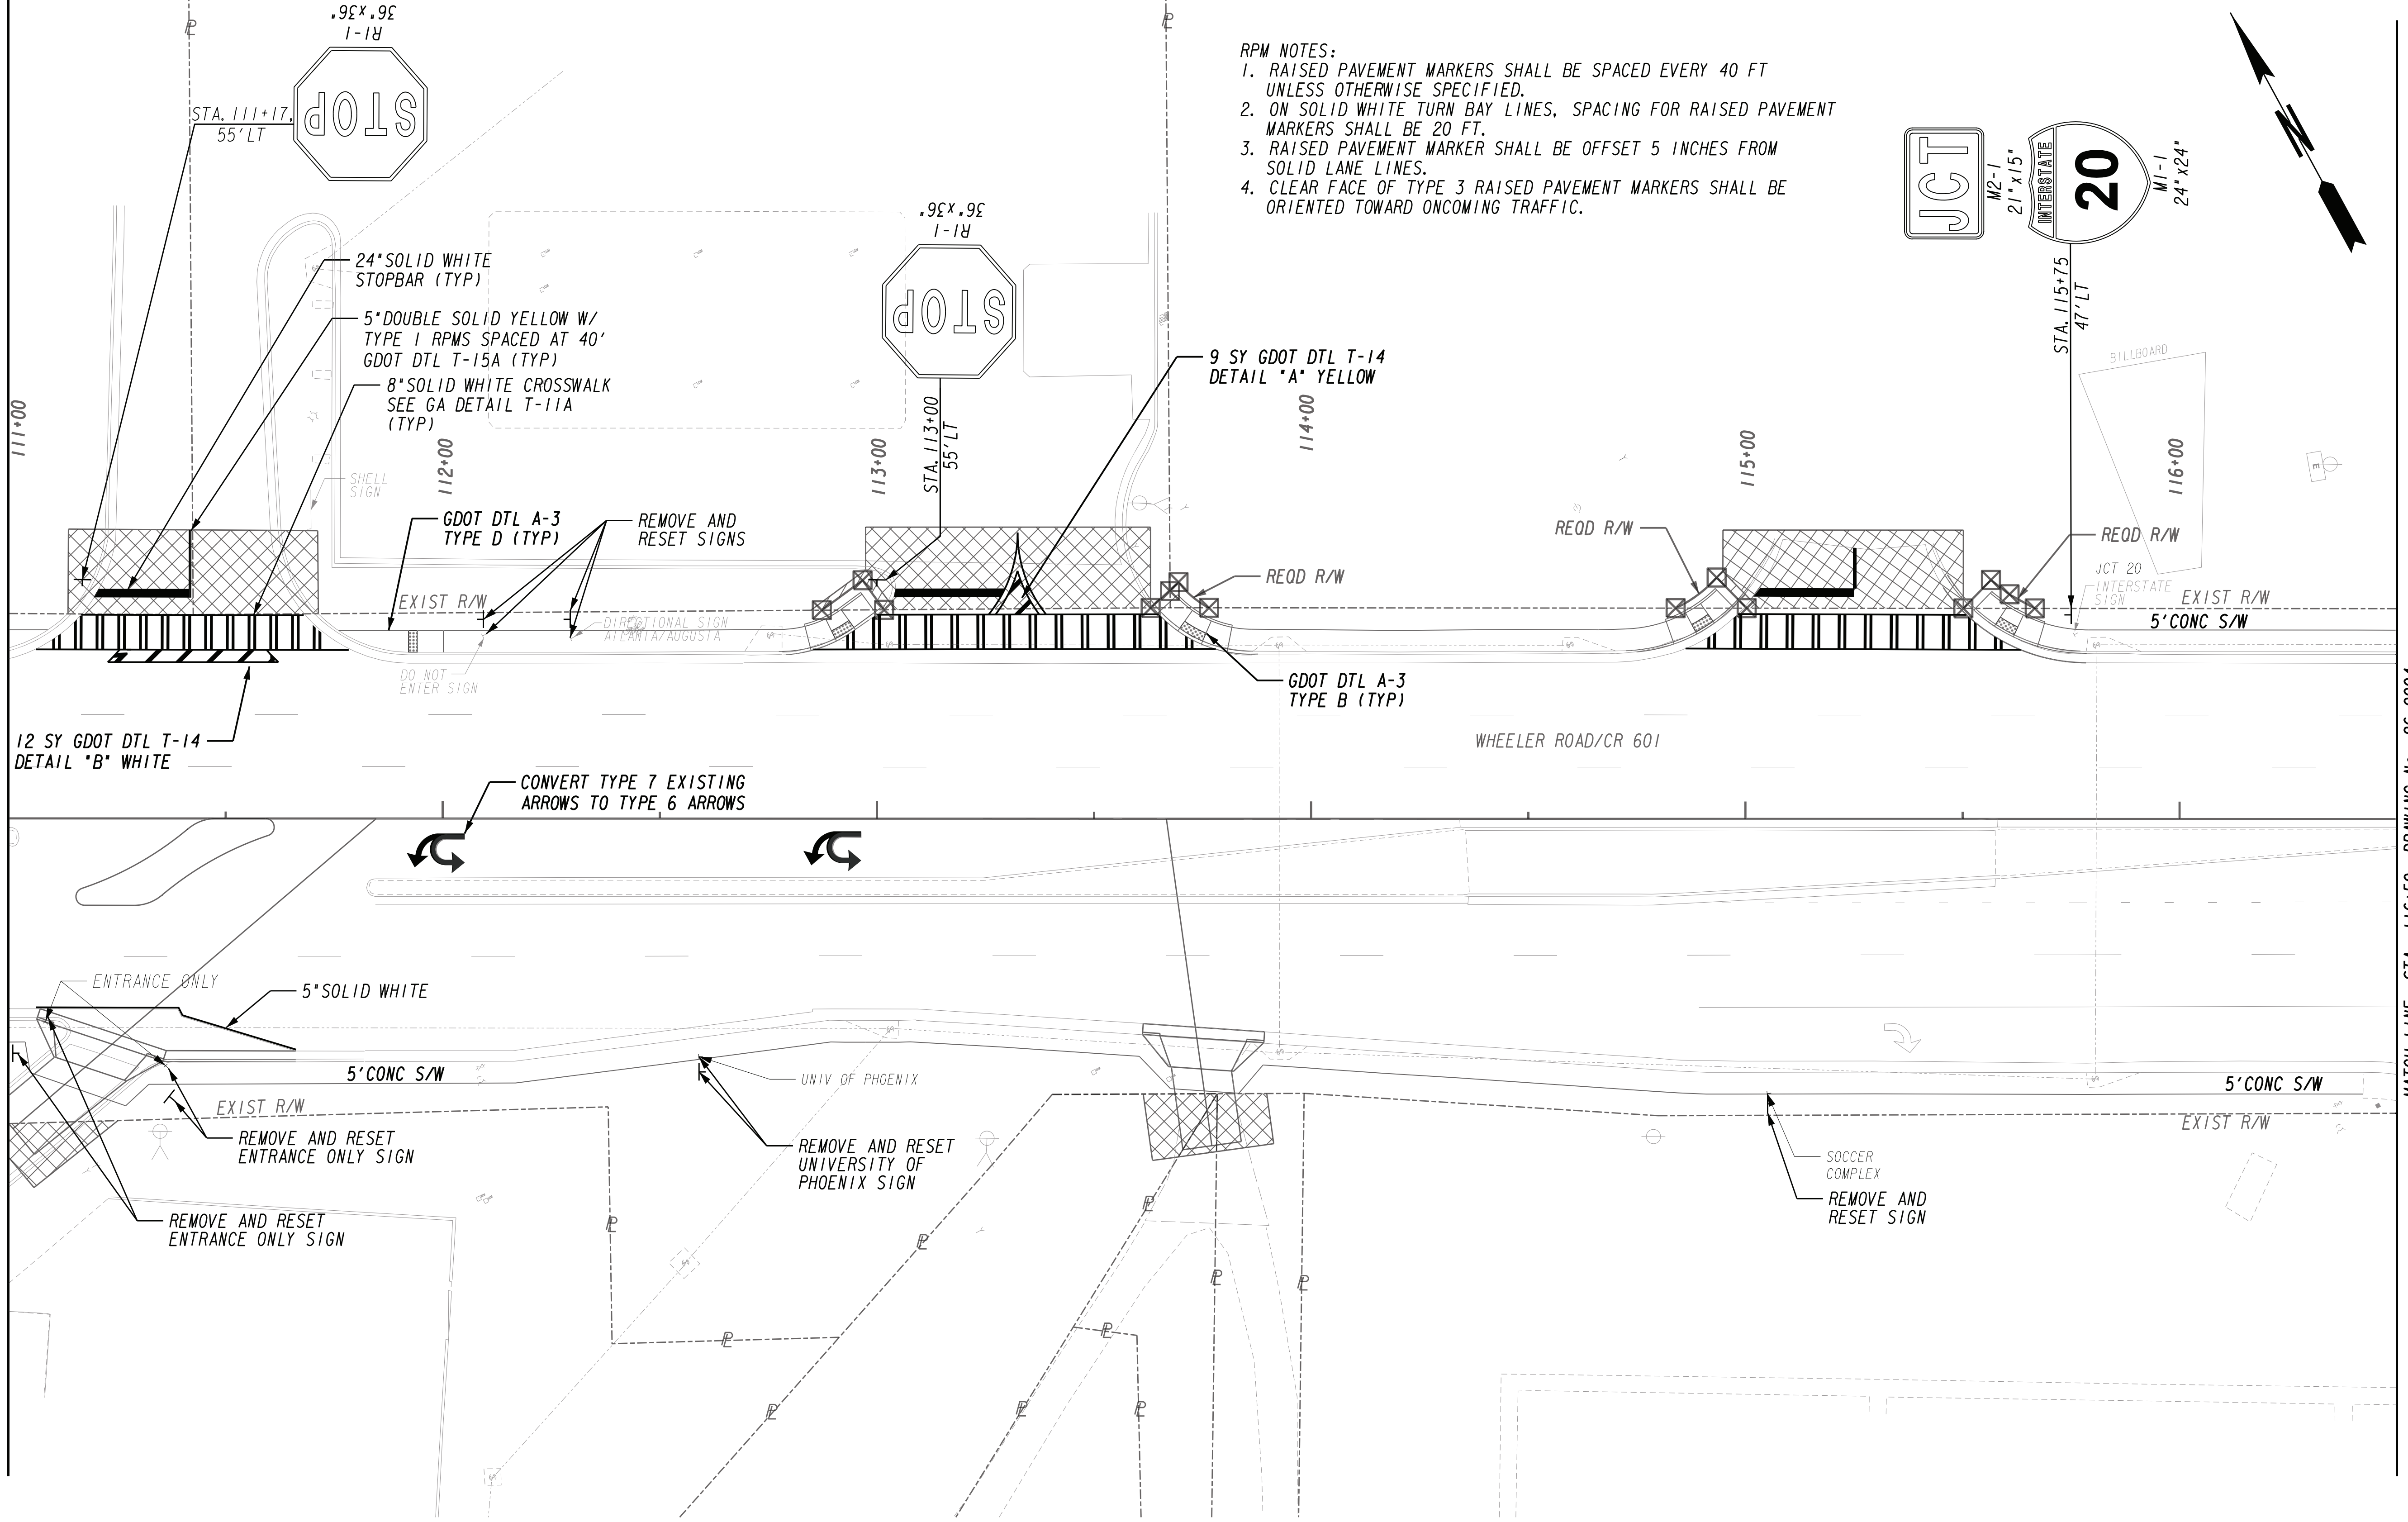 36"x36"
R1-1
STOP
STA. 111+17,
55'LT
RPM NOTES:
1. RAISED PAVEMENT MARKERS SHALL BE SPACED EVERY 40 FT
UNLESS OTHERWISE SPECIFIED.
2. ON SOLID WHITE TURN BAY LINES, SPACING FOR RAISED PAVEMENT
MARKERS SHALL BE 20 FT.
3. RAISED PAVEMENT MARKER SHALL BE OFFSET 5 INCHES FROM
SOLID LANE LINES.
4. CLEAR FACE OF TYPE 3 RAISED PAVEMENT MARKERS SHALL BE
ORIENTED TOWARD ONCOMING TRAFFIC.
JCT
M2-1
21"x15"
INTERSTATE
20
M1-1
24"x24"
N
STA. 115+75
47'LT
36"x36"
R1-1
STOP
STA. 113+00
55'LT
24"SOLID WHITE
STOPBAR (TYP)
5"DOUBLE SOLID YELLOW W/
TYPE 1 RPMS SPACED AT 40'
GDOT DTL T-15A (TYP)
8"SOLID WHITE CROSSWALK
SEE GA DETAIL T-11A
(TYP)
9 SY GDOT DTL T-14
DETAIL "A" YELLOW
BILLBOARD
111+00
112+00
113+00
114+00
115+00
116+00
E
SHELL
SIGN
GDOT DTL A-3
TYPE D (TYP)
REMOVE AND
RESET SIGNS
REQD R/W
REQD R/W
REQD R/W
JCT 20
INTERSTATE
SIGN
EXIST R/W
EXIST R/W
5'CONC S/W
DIRECTIONAL SIGN
ATLANTA/AUGUSTA
DO NOT
ENTER SIGN
GDOT DTL A-3
TYPE B (TYP)
12 SY GDOT DTL T-14
DETAIL "B" WHITE
WHEELER ROAD/CR 601
CONVERT TYPE 7 EXISTING
ARROWS TO TYPE 6 ARROWS
ENTRANCE ONLY
5"SOLID WHITE
5'CONC S/W
UNIV OF PHOENIX
5'CONC S/W
EXIST R/W
EXIST R/W
REMOVE AND RESET
ENTRANCE ONLY SIGN
REMOVE AND RESET
UNIVERSITY OF
PHOENIX SIGN
SOCCER
COMPLEX
REMOVE AND
RESET SIGN
REMOVE AND RESET
ENTRANCE ONLY SIGN